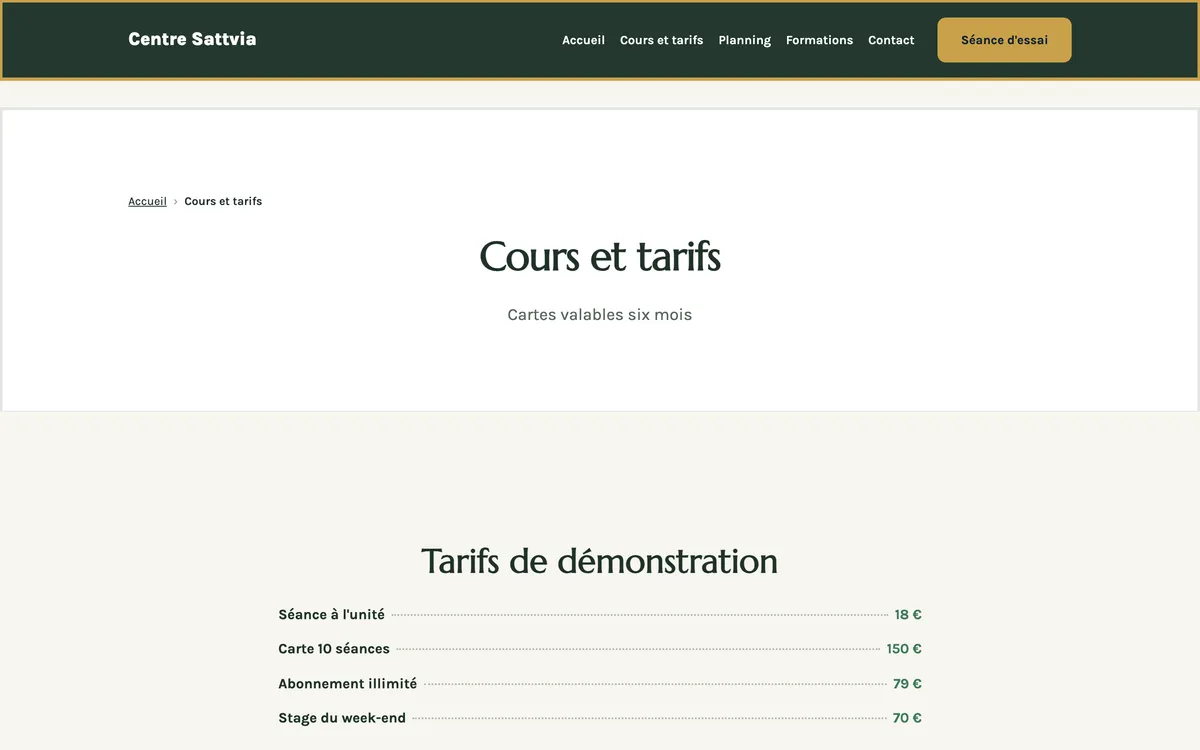 Centre Sattvia
Accueil Cours et tarifs Planning Formations Contact Séance d'essai
Accueil › Cours et tarifs
Cours et tarifs
Cartes valables six mois
Tarifs de démonstration
Séance à l'unité 18 €
Carte 10 séances 150 €
Abonnement illimité 79 €
Stage du week-end 70 €